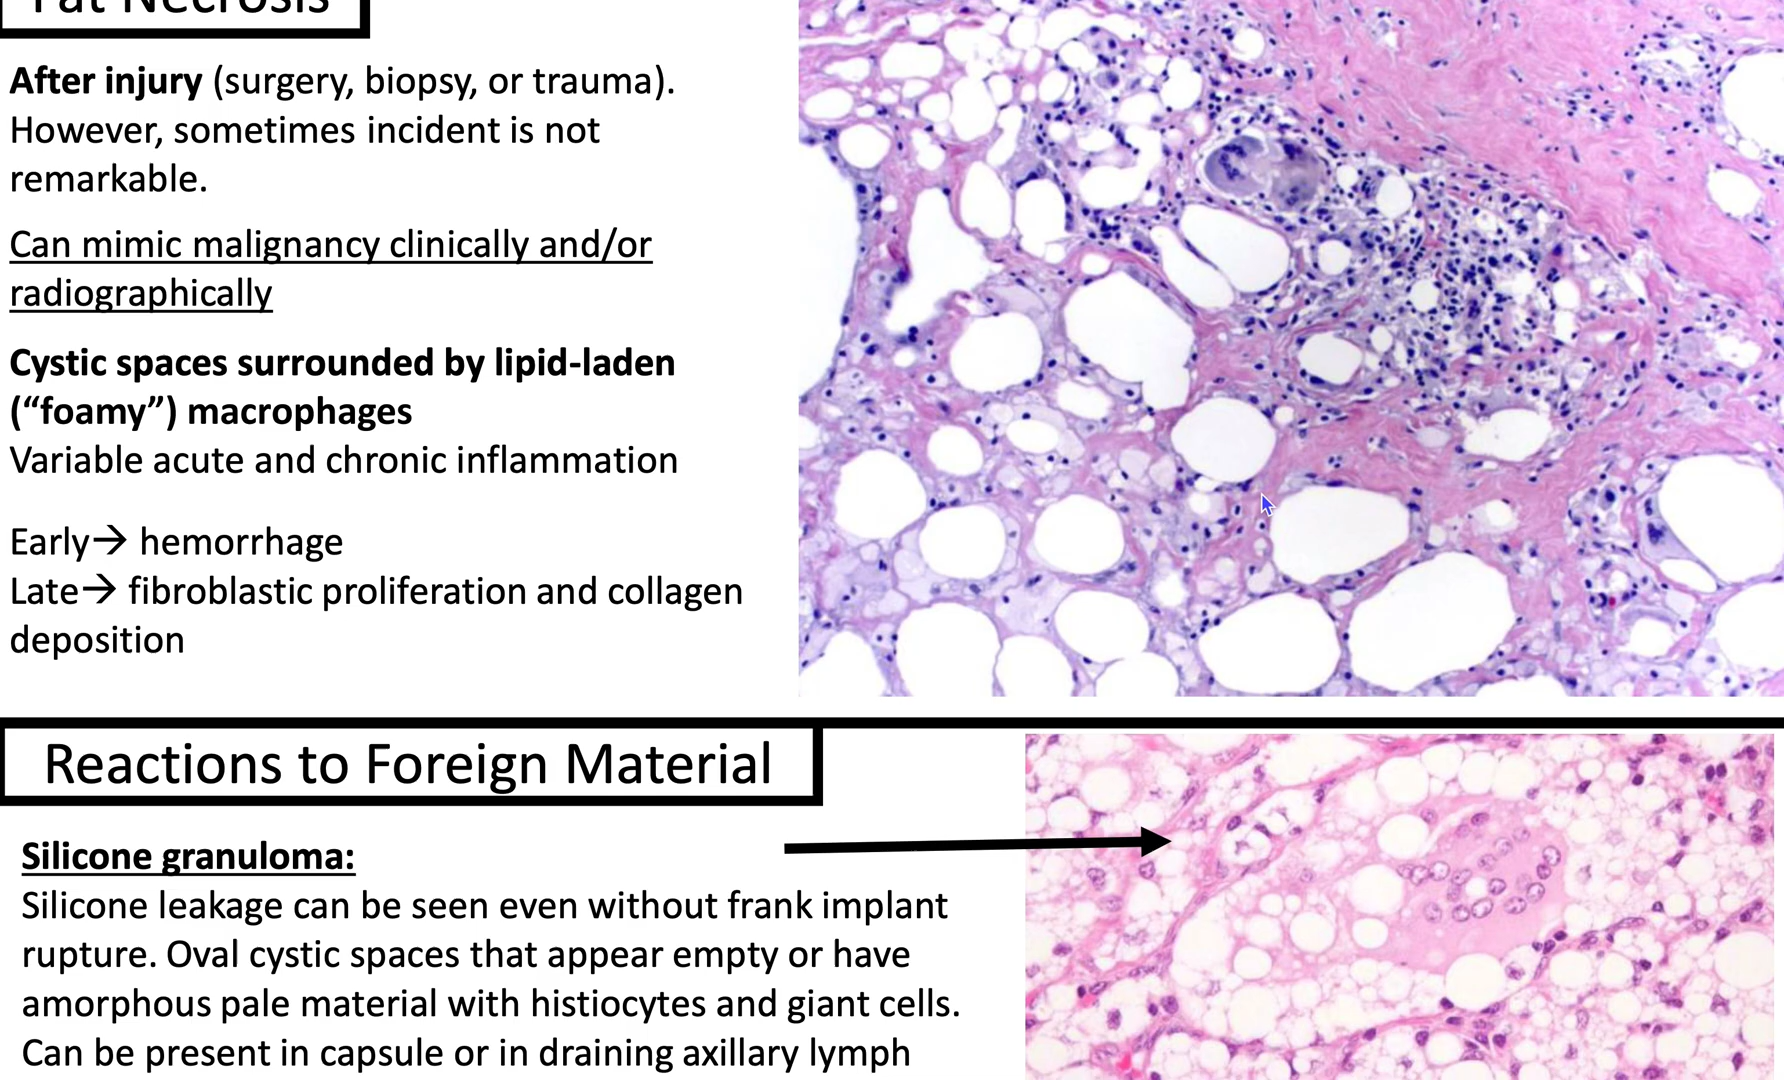 Fat Necrosis
After injury (surgery, biopsy, or trauma).
However, sometimes incident is not
remarkable.
Can mimic malignancy clinically and/or
radiographically
Cystic spaces surrounded by lipid-laden
(“foamy”) macrophages
Variable acute and chronic inflammation
Early→ hemorrhage
Late→ fibroblastic proliferation and collagen
deposition
Reactions to Foreign Material
Silicone granuloma:
Silicone leakage can be seen even without frank implant
rupture. Oval cystic spaces that appear empty or have
amorphous pale material with histiocytes and giant cells.
Can be present in capsule or in draining axillary lymph